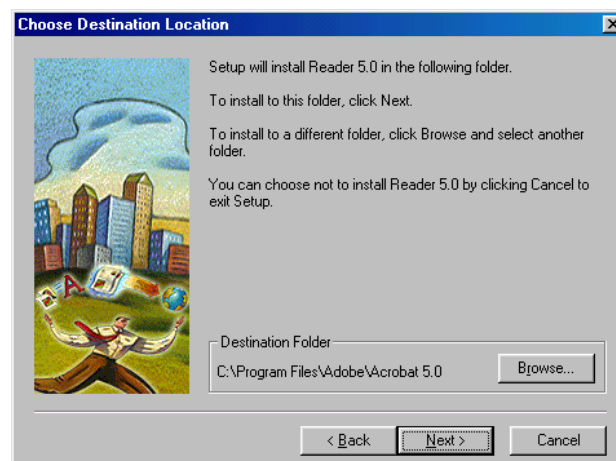 Choose Destination Location
Setup will install Reader 5.0 in the following folder.
To install to this folder, click Next.
To install to a different folder, click Browse and select another
folder.
You can choose not to install Reader 5.0 by clicking Cancel to
exit Setup.
A
Destination Folder
C:\Program Files\Adobe\Acrobat 5.0
Browse...
< Back
Next >
Cancel